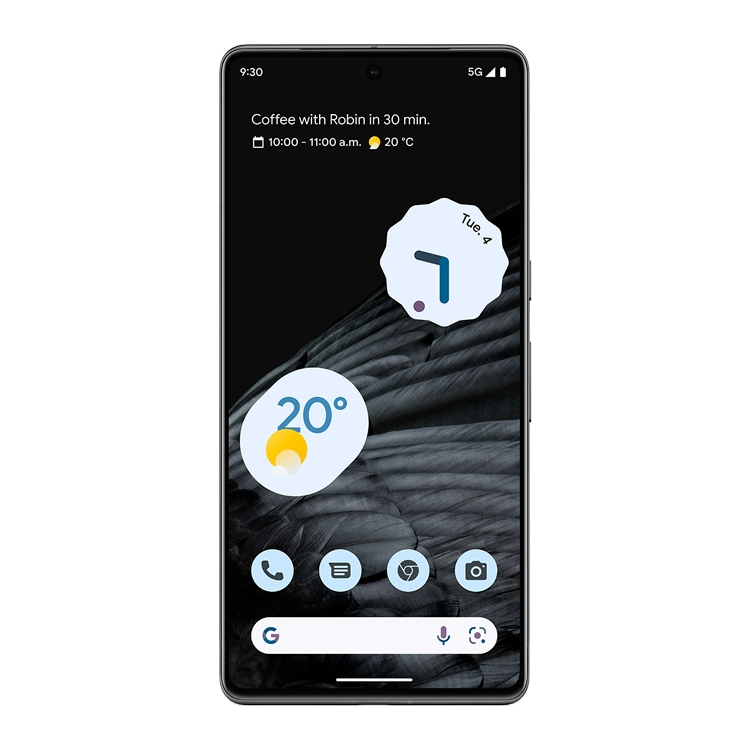 9:30
5G
Coffee with Robin in 30 min.
10:00 - 11:00 a.m. 20 °C
Tue. 4
20°
G